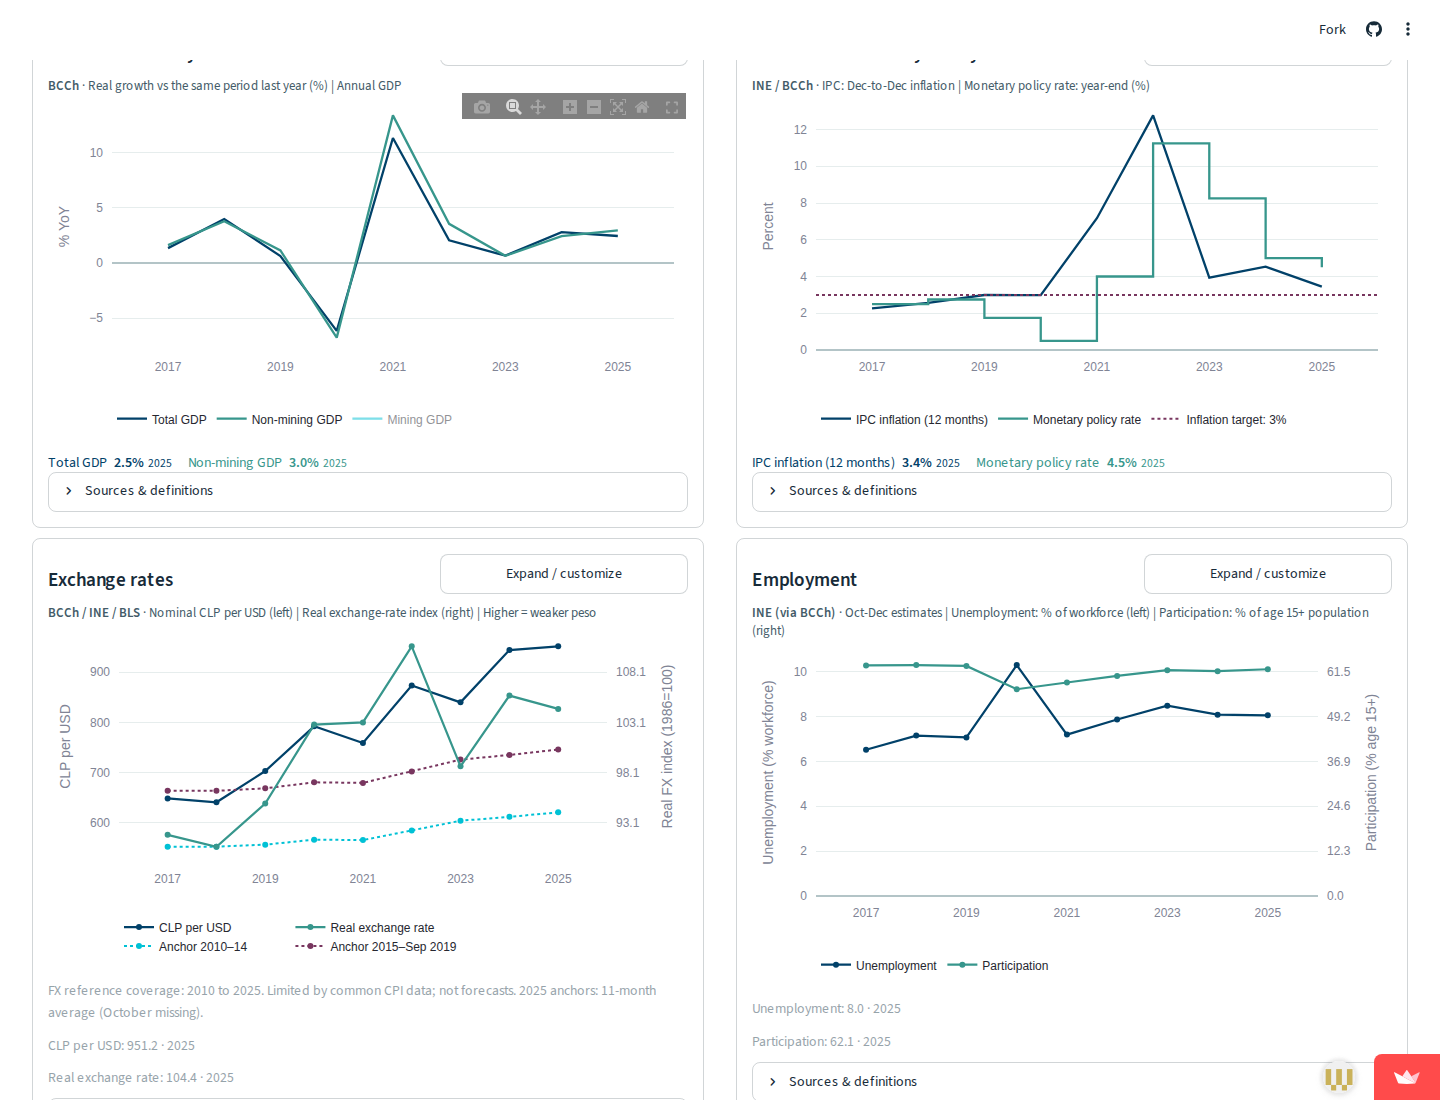 Fork
BCCh · Real growth vs the same period last year (%) | Annual GDP
10
5
0
−5
% YoY
2017
2019
2021
2023
2025
Total GDP
Non-mining GDP
Mining GDP
Total GDP 2.5% 2025 Non-mining GDP 3.0% 2025
Sources & definitions
INE / BCCh · IPC: Dec-to-Dec inflation | Monetary policy rate: year-end (%)
12
10
8
6
4
2
0
Percent
2017
2019
2021
2023
2025
IPC inflation (12 months)
Monetary policy rate
Inflation target: 3%
IPC inflation (12 months) 3.4% 2025 Monetary policy rate 4.5% 2025
Sources & definitions
Exchange rates
Expand / customize
BCCh / INE / BLS · Nominal CLP per USD (left) | Real exchange-rate index (right) | Higher = weaker peso
900
800
700
600
CLP per USD
108.1
103.1
98.1
93.1
Real FX index (1986=100)
2017
2019
2021
2023
2025
CLP per USD
Real exchange rate
Anchor 2010–14
Anchor 2015–Sep 2019
FX reference coverage: 2010 to 2025. Limited by common CPI data; not forecasts. 2025 anchors: 11-month
average (October missing).
CLP per USD: 951.2 · 2025
Real exchange rate: 104.4 · 2025
Employment
Expand / customize
INE (via BCCh) · Oct-Dec estimates | Unemployment: % of workforce (left) | Participation: % of age 15+ population
(right)
10
8
6
4
2
0
Unemployment (% workforce)
61.5
49.2
36.9
24.6
12.3
0.0
Participation (% age 15+)
2017
2019
2021
2023
2025
Unemployment
Participation
Unemployment: 8.0 · 2025
Participation: 62.1 · 2025
Sources & definitions